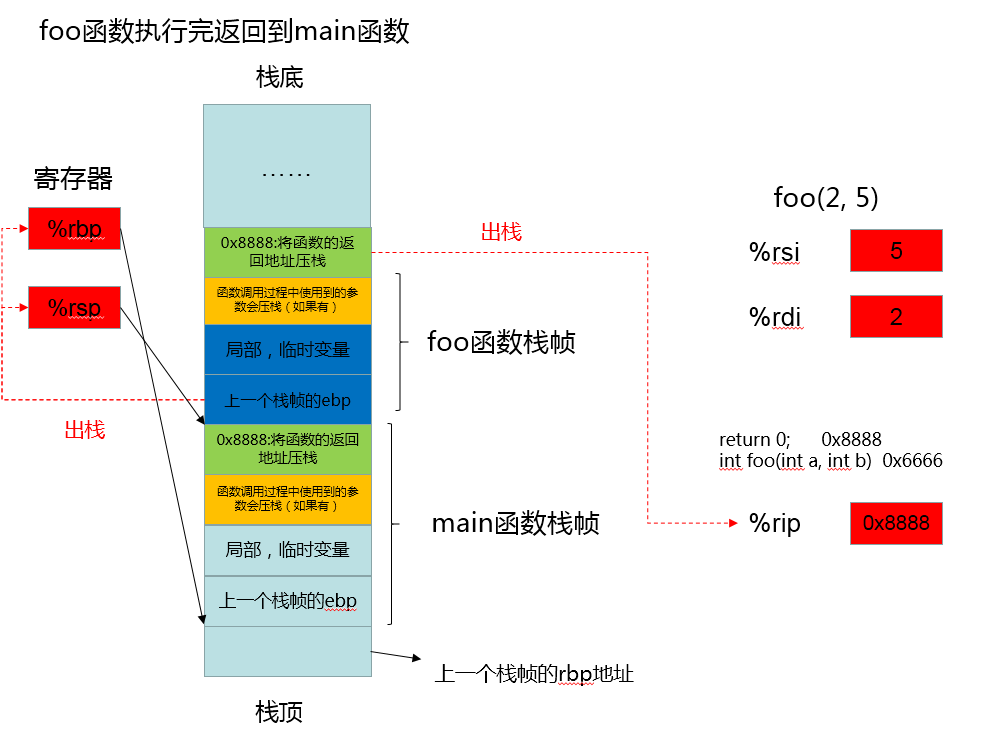 foo函数执行完返回到main函数
栈底
……
寄存器
%rbp
%rsp
出栈
0x8888:将函数的返
回地址压栈
函数调用过程中使用到的参
数会压栈（如果有）
局部，临时变量
上一个栈帧的ebp
0x8888:将函数的返回
地址压栈
函数调用过程中使用到的参
数会压栈（如果有）
局部，临时变量
上一个栈帧的ebp
栈顶
出栈
foo函数栈帧
main函数栈帧
上一个栈帧的rbp地址
foo(2, 5)
%rsi
5
%rdi
2
return 0; 0x8888
int foo(int a, int b) 0x6666
%rip
0x8888